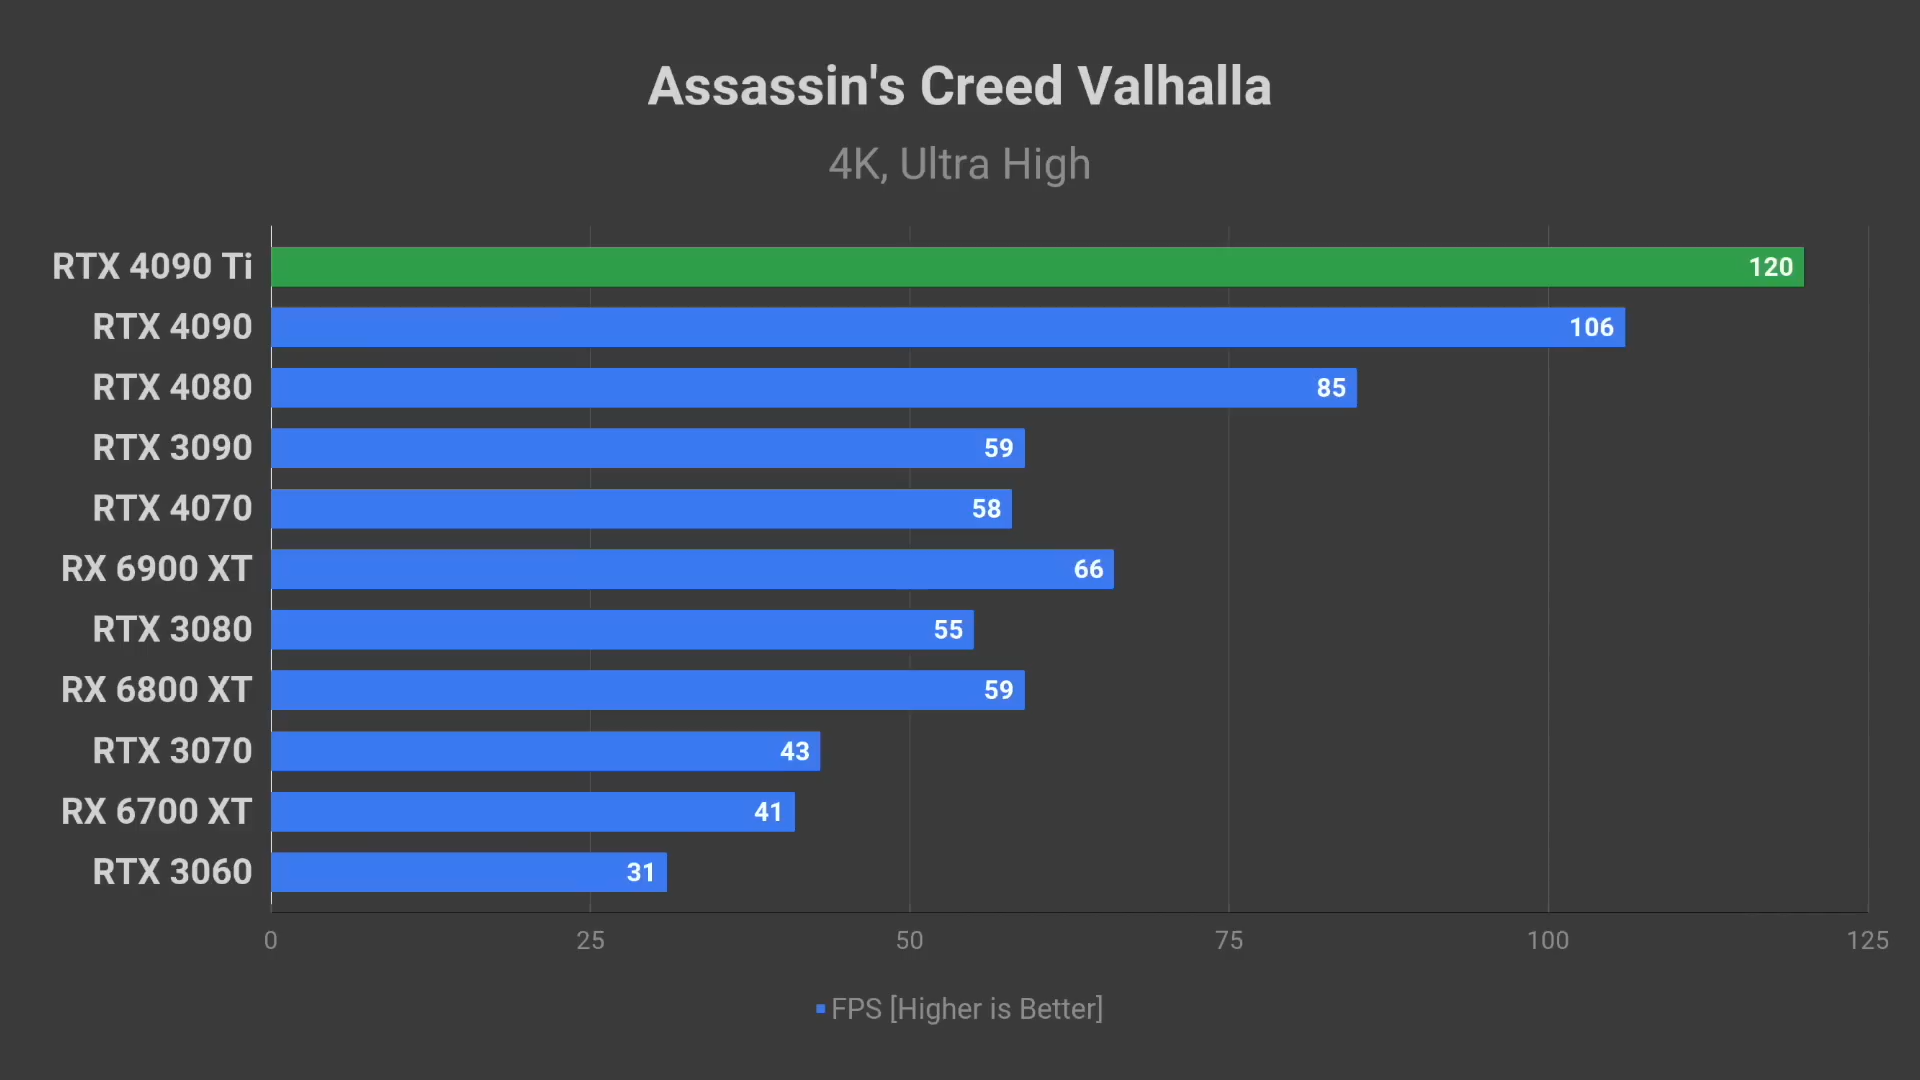 Assassin's Creed Valhalla
4K, Ultra High
RTX 4090 Ti 120
RTX 4090 106
RTX 4080 85
RTX 3090 59
RTX 4070 58
RX 6900 XT 66
RTX 3080 55
RX 6800 XT 59
RTX 3070 43
RX 6700 XT 41
RTX 3060 31
0 25 50 75 100 125
FPS [Higher is Better]